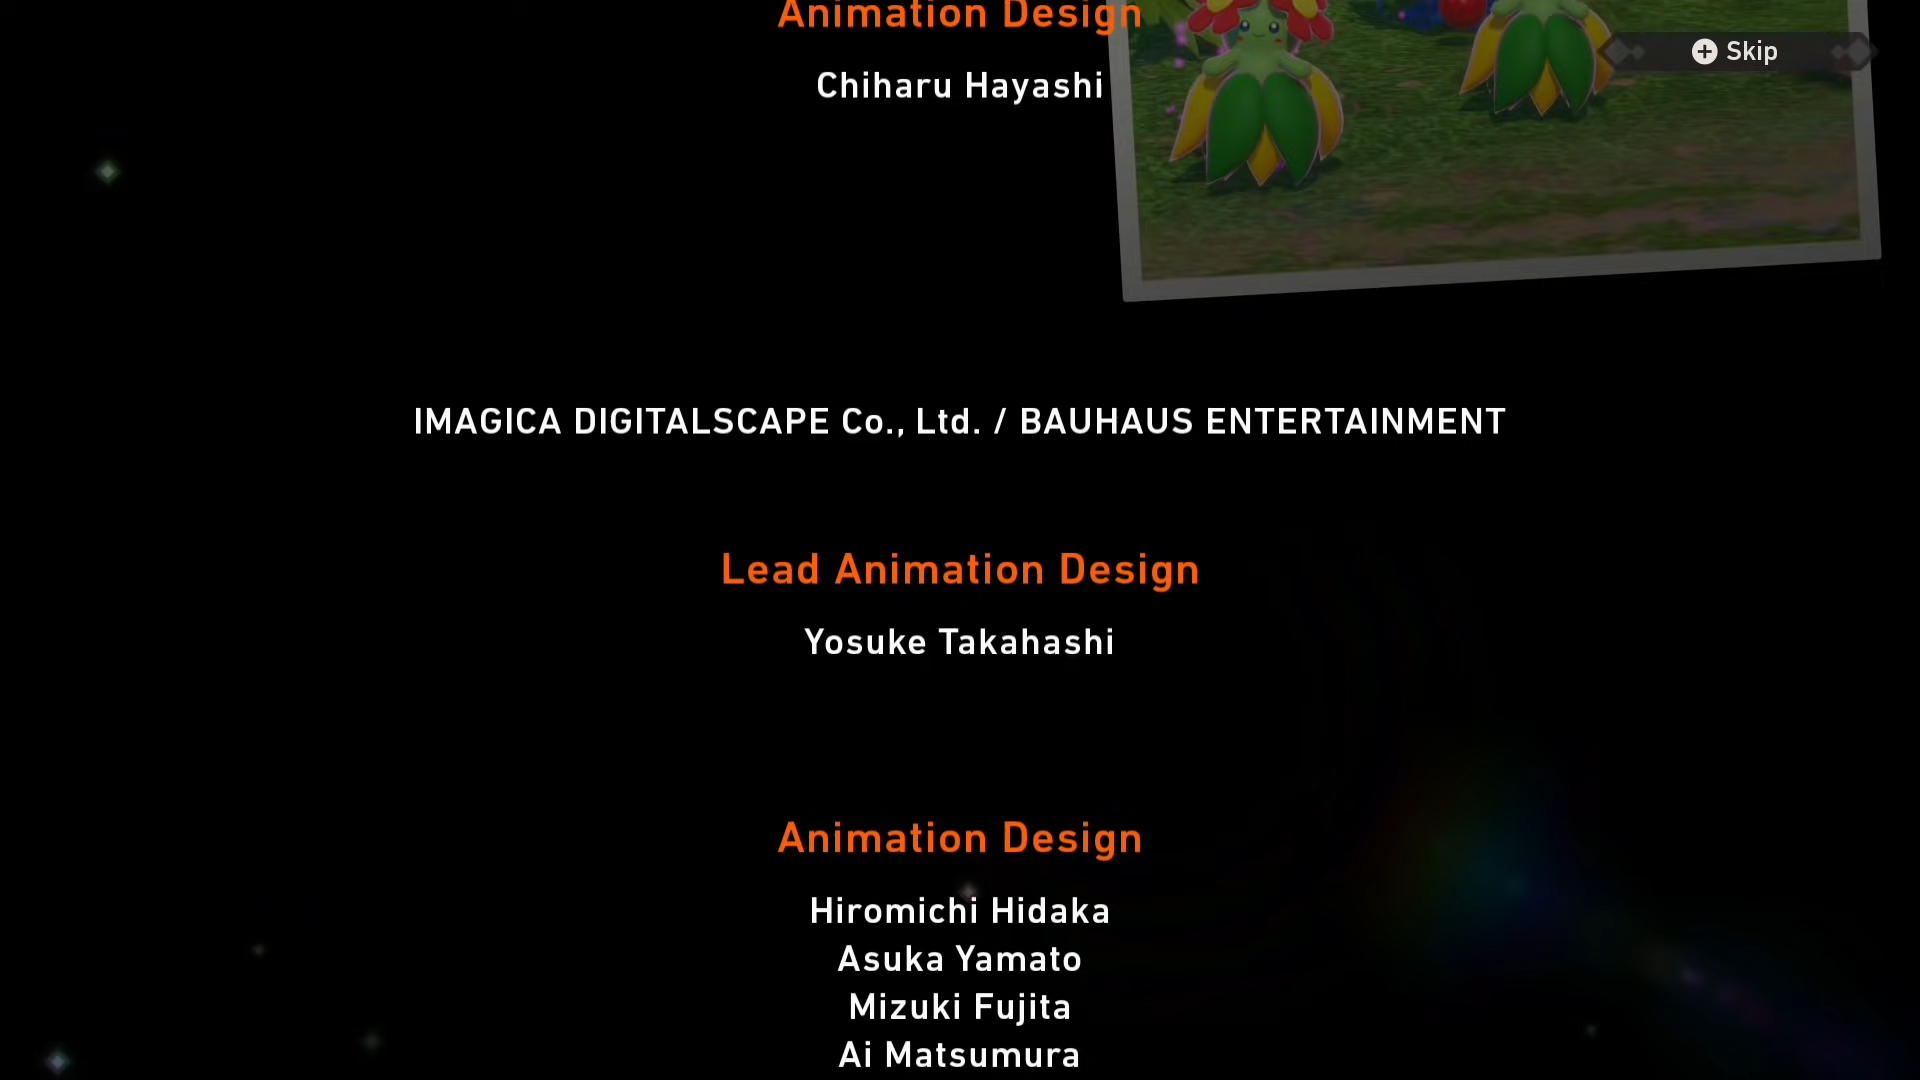 Animation Design
Chiharu Hayashi
Skip
IMAGICA DIGITALSCAPE Co., Ltd. / BAUHAUS ENTERTAINMENT
Lead Animation Design
Yosuke Takahashi
Animation Design
Hiromichi Hidaka
Asuka Yamato
Mizuki Fujita
Ai Matsumura